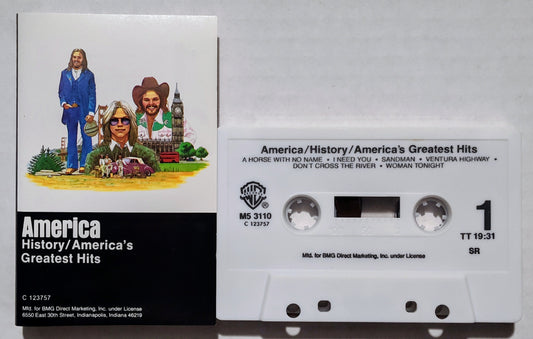 America
History/America's
Greatest Hits
C 123757
Mfd. for BMG Direct Marketing, Inc. under License
6550 East 30th Street, Indianapolis, Indiana 46219
America/History/America's Greatest Hits
A HORSE WITH NO NAME • I NEED YOU • SANDMAN • VENTURA HIGHWAY •
DON'T CROSS THE RIVER • WOMAN TONIGHT
M5 3110
C 123757
1
TT 19:31
SR
Mfd. for BMG Direct Marketing, Inc. under License